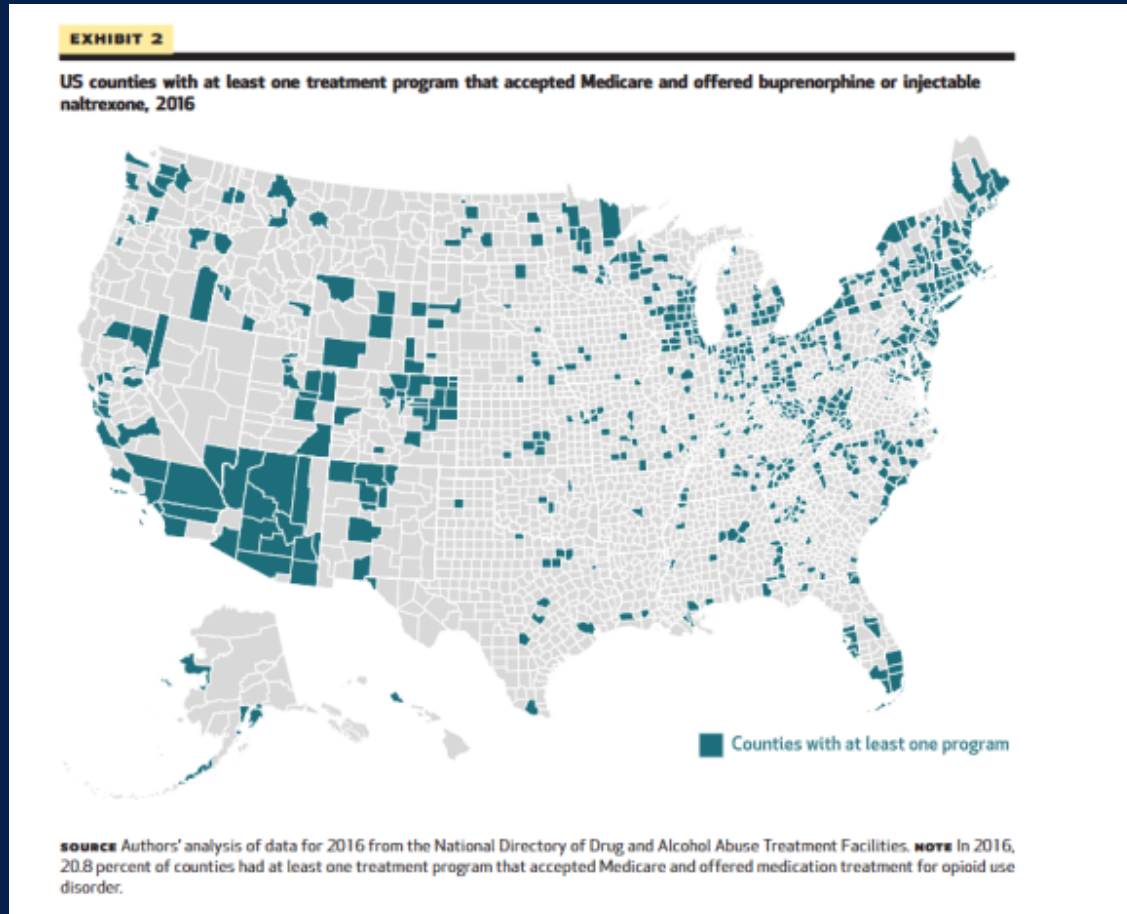 EXHIBIT 2
US counties with at least one treatment program that accepted Medicare and offered buprenorphine or injectable
naltrexone, 2016
Counties with at least one program
SOURCE Authors' analysis of data for 2016 from the National Directory of Drug and Alcohol Abuse Treatment Facilities. NOTE In 2016,
20.8 percent of counties had at least one treatment program that accepted Medicare and offered medication treatment for opioid use
disorder.